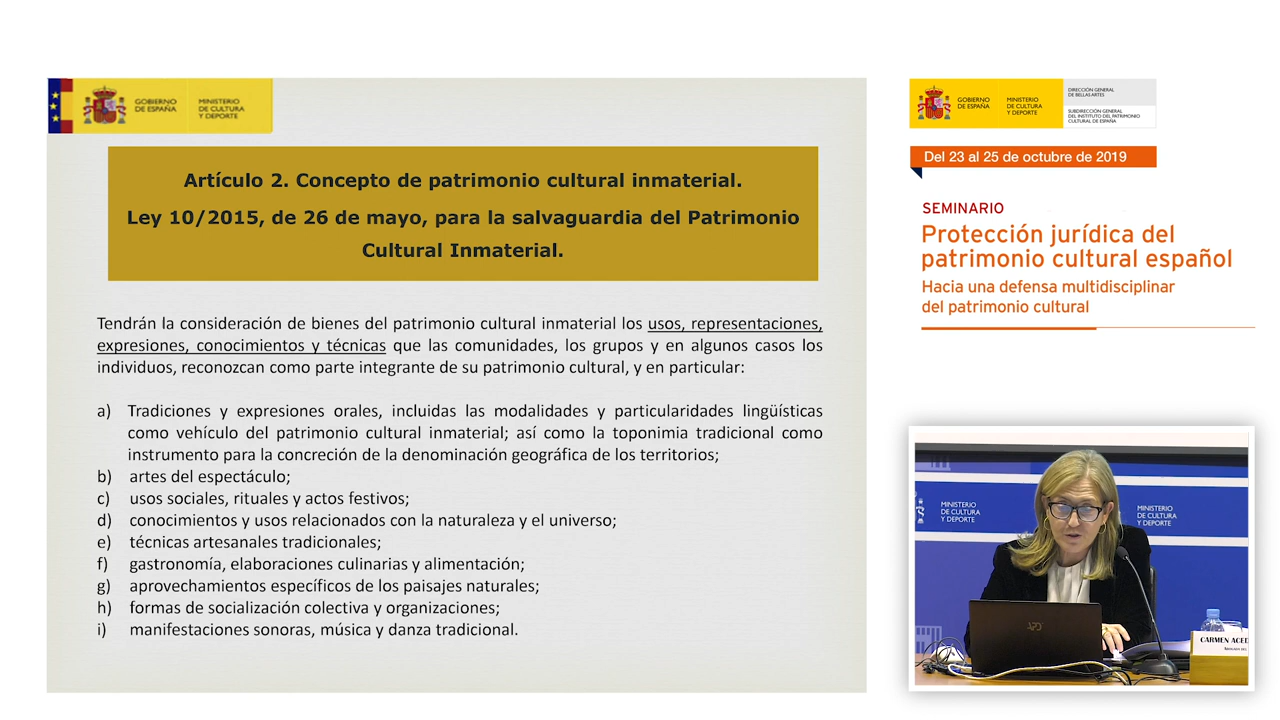 GOBIERNO
DE ESPAÑA
MINISTERIO
DE CULTURA
Y DEPORTE
Artículo 2. Concepto de patrimonio cultural inmaterial.
Ley 10/2015, de 26 de mayo, para la salvaguardia del Patrimonio
Cultural Inmaterial.
Tendrán la consideración de bienes del patrimonio cultural inmaterial los usos, representaciones,
expresiones, conocimientos y técnicas que las comunidades, los grupos y en algunos casos los
individuos, reconozcan como parte integrante de su patrimonio cultural, y en particular:
a) Tradiciones y expresiones orales, incluidas las modalidades y particularidades lingüísticas
como vehículo del patrimonio cultural inmaterial; así como la toponimia tradicional como
instrumento para la concreción de la denominación geográfica de los territorios;
b) artes del espectáculo;
c) usos sociales, rituales y actos festivos;
d) conocimientos y usos relacionados con la naturaleza y el universo;
e) técnicas artesanales tradicionales;
f) gastronomía, elaboraciones culinarias y alimentación;
g) aprovechamientos específicos de los paisajes naturales;
h) formas de socialización colectiva y organizaciones;
i) manifestaciones sonoras, música y danza tradicional.
GOBIERNO
DE ESPAÑA
MINISTERIO
DE CULTURA
Y DEPORTE
DIRECCIÓN GENERAL
DE BELLAS ARTES
SUBDIRECCIÓN GENERAL
DEL INSTITUTO DEL PATRIMONIO
CULTURAL DE ESPAÑA
Del 23 al 25 de octubre de 2019
SEMINARIO
Protección jurídica del
patrimonio cultural español
Hacia una defensa multidisciplinar
del patrimonio cultural
MINISTERIO
DE CULTURA
Y DEPORTE
MINISTERIO
DE CULTURA
Y DEPORTE
CARMEN ACED